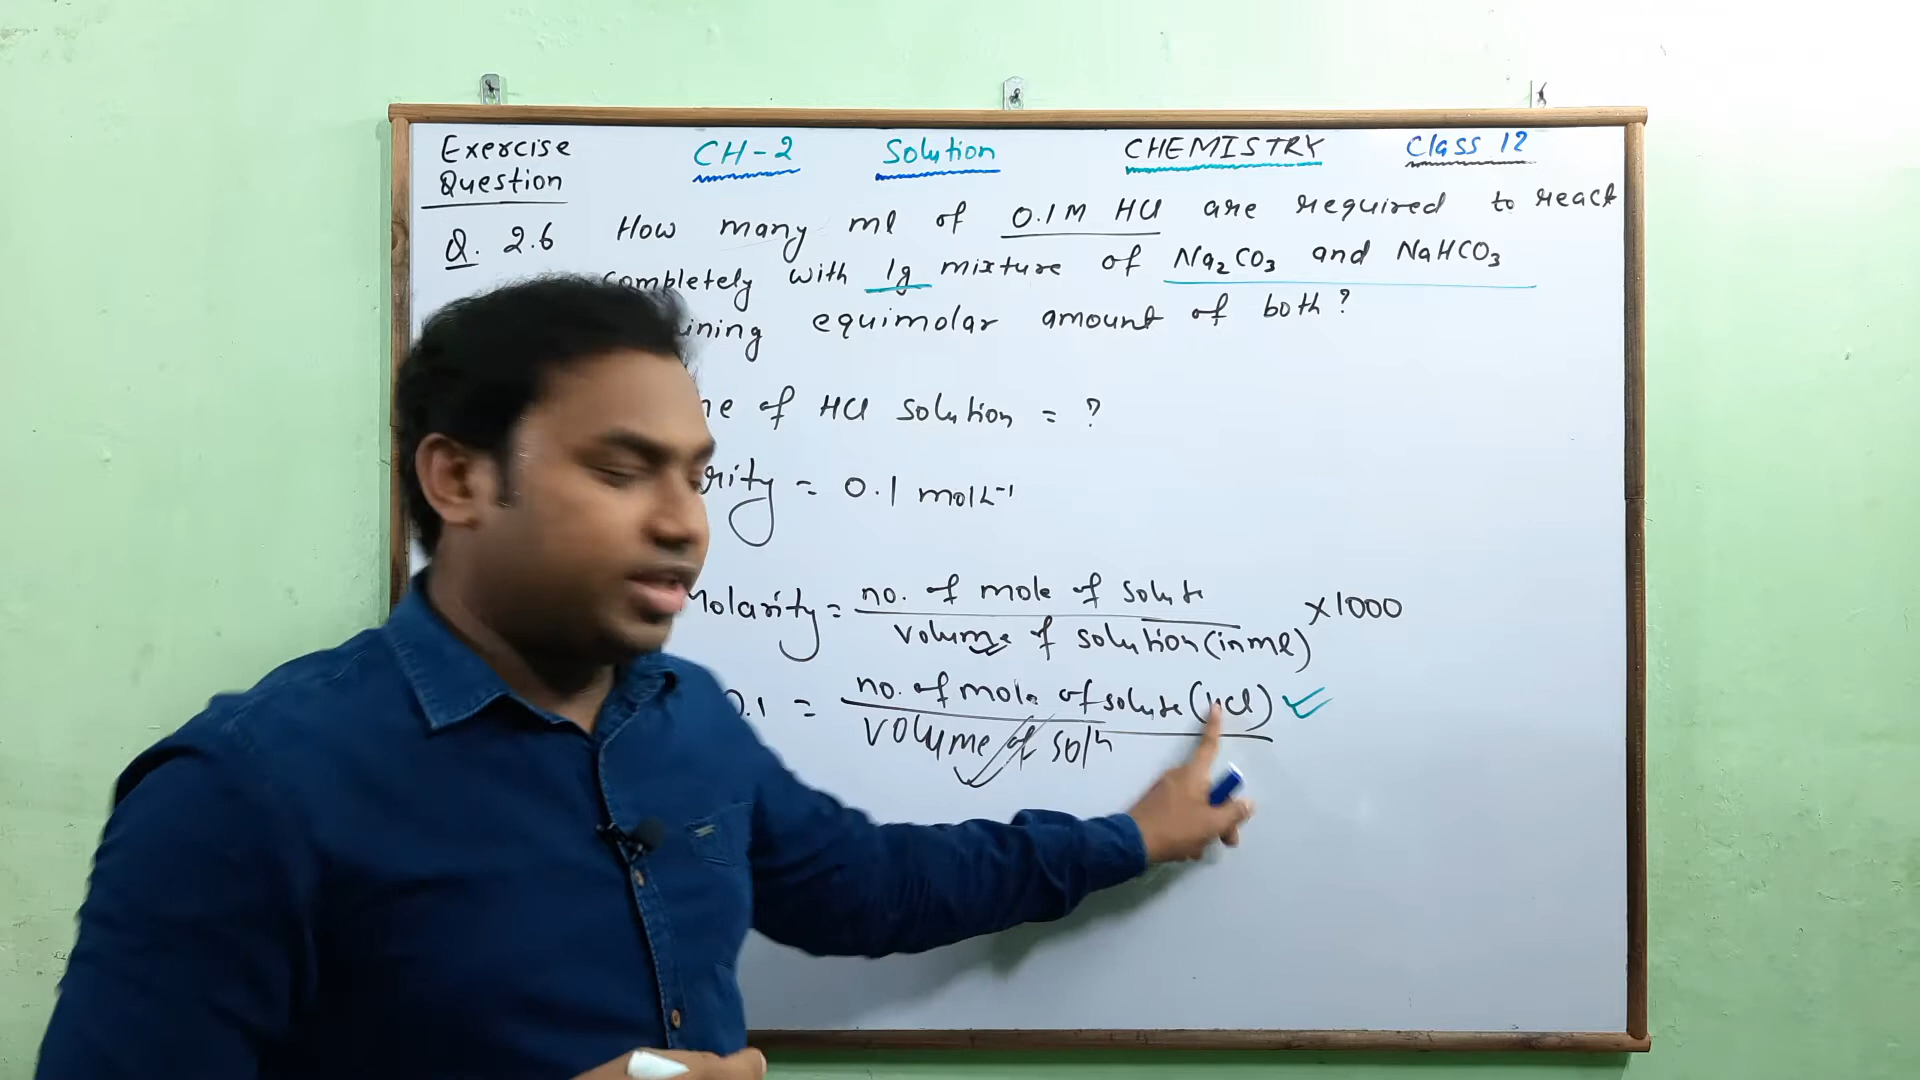 Exercise Question
CH-2 Solution CHEMISTRY Class 12
Q. 2.6 How many ml of 0.1M HCl are required to react
completely with 1g mixture of Na₂CO₃ and NaHCO₃
equimolar amount of both?
of HCl solution = ?
= 0.1 molL⁻¹
Molarity = no. of mole of solute
volume of solution (in ml) ×1000
0.1 = no. of mole of solute (HCl)
volume of solⁿ